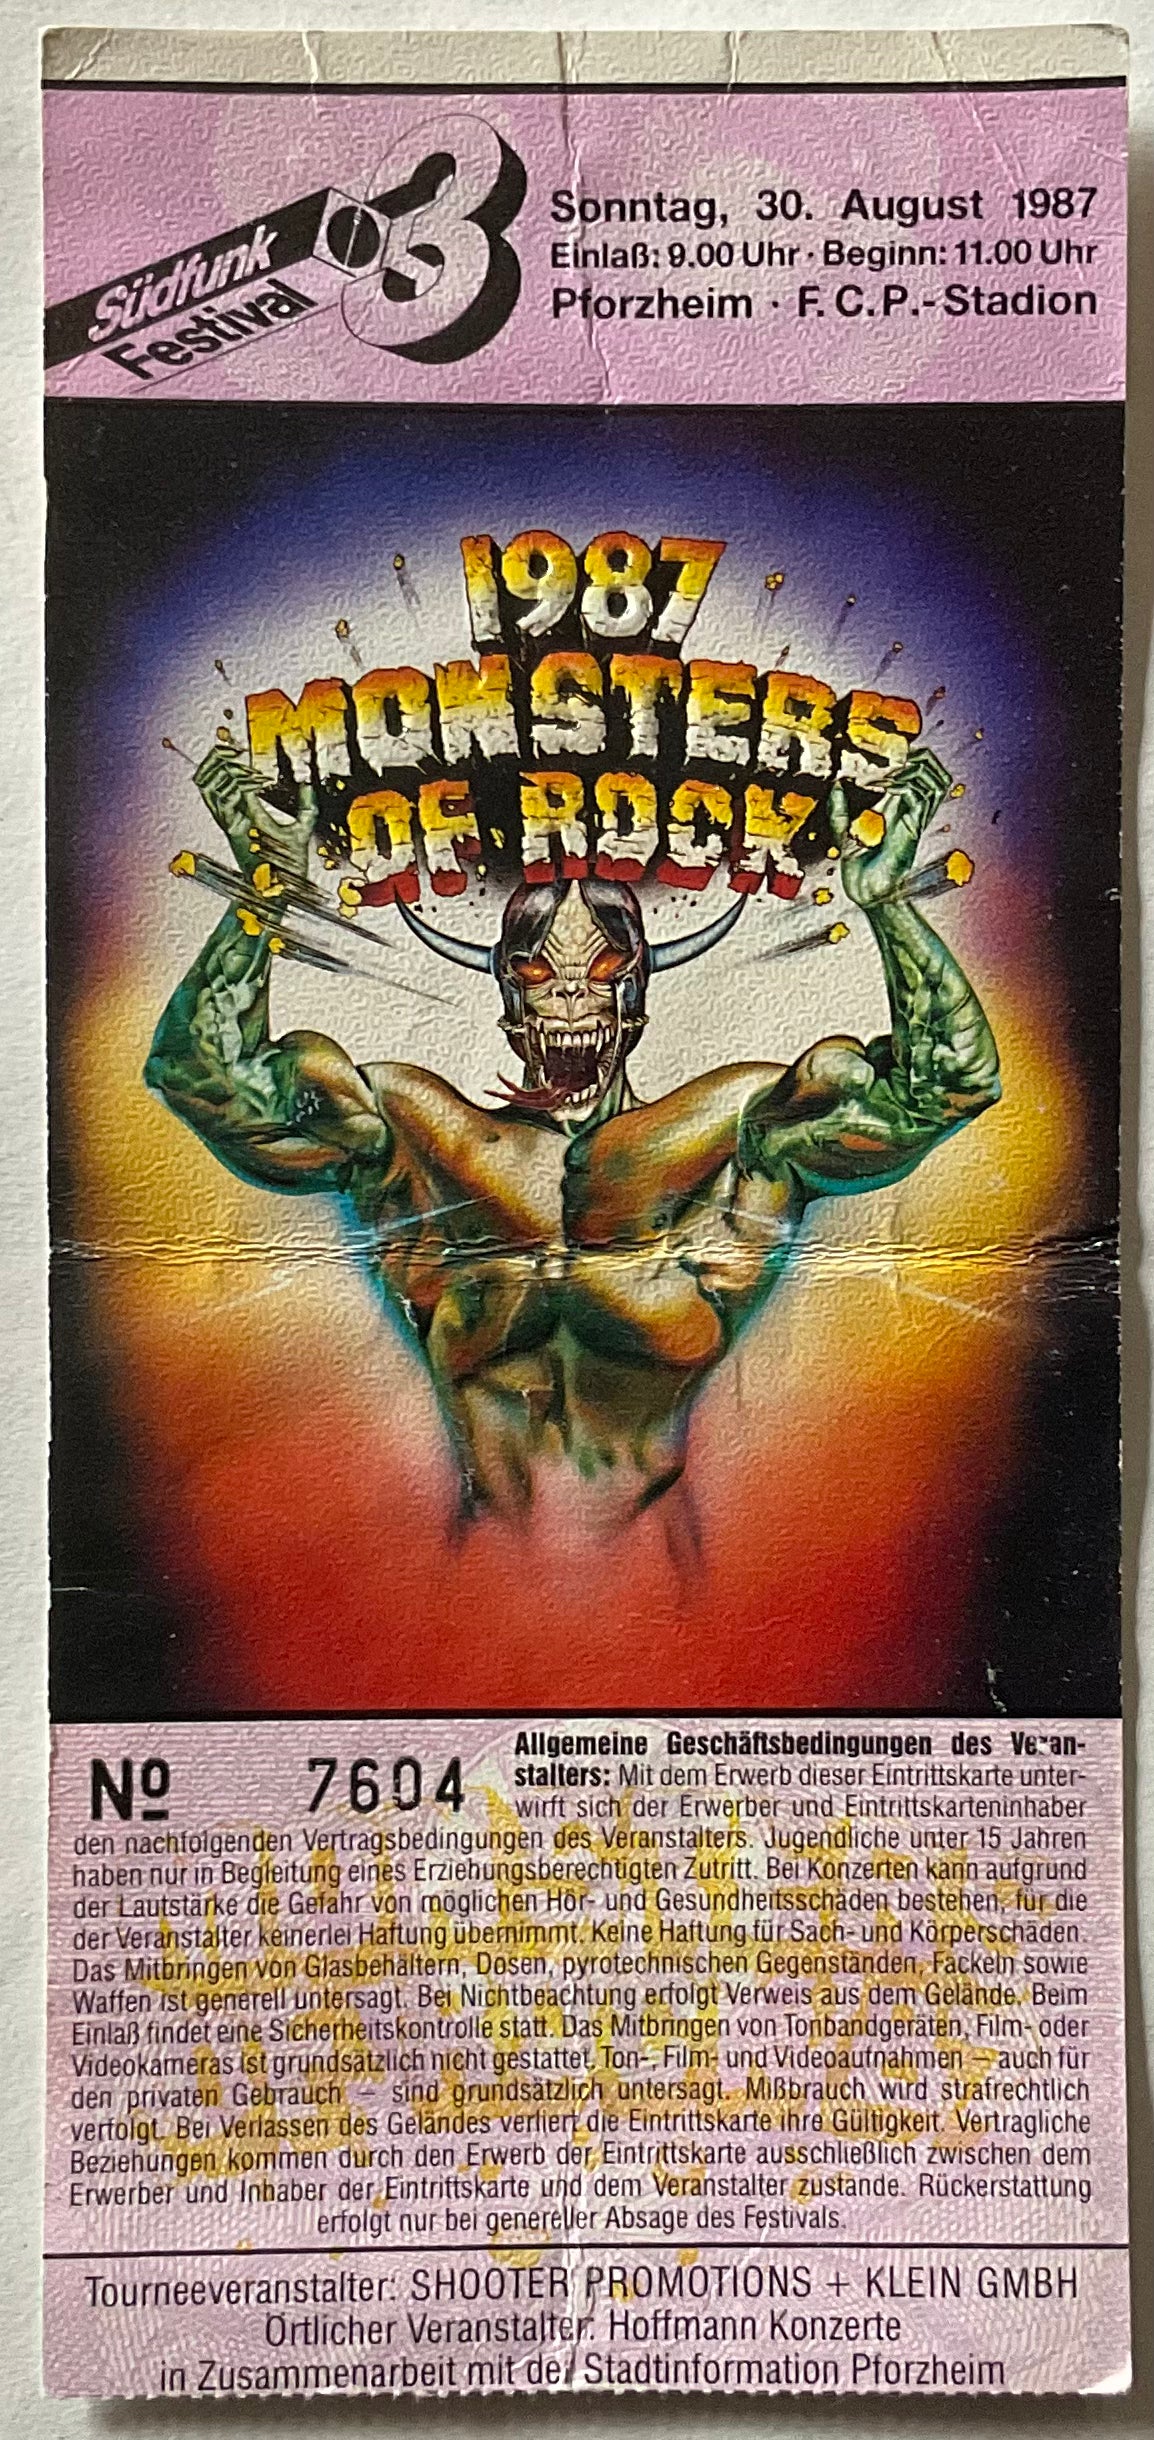 Südfunk 3
Festival
Sonntag, 30. August 1987
Einlaß: 9.00 Uhr · Beginn: 11.00 Uhr
Pforzheim · F.C.P.-Stadion
1987
MONSTERS
OF ROCK
Nº 7604
Allgemeine Geschäftsbedingungen des Veran-
stalters: Mit dem Erwerb dieser Eintrittskarte unter-
wirft sich der Erwerber und Eintrittskarteninhaber
den nachfolgenden Vertragsbedingungen des Veranstalters. Jugendliche unter 15 Jahren
haben nur in Begleitung eines Erziehungsberechtigten Zutritt. Bei Konzerten kann aufgrund
der Lautstärke die Gefahr von möglichen Hör- und Gesundheitsschäden bestehen, für die
der Veranstalter keinerlei Haftung übernimmt. Keine Haftung für Sach- und Körperschäden.
Das Mitbringen von Glasbehältern, Dosen, pyrotechnischen Gegenständen, Fackeln sowie
Waffen ist generell untersagt. Bei Nichtbeachtung erfolgt Verweis aus dem Gelände. Beim
Einlaß findet eine Sicherheitskontrolle statt. Das Mitbringen von Tonbandgeräten, Film- oder
Videokameras ist grundsätzlich nicht gestattet. Ton-, Film- und Videoaufnahmen – auch für
den privaten Gebrauch – sind grundsätzlich untersagt. Mißbrauch wird strafrechtlich
verfolgt. Bei Verlassen des Geländes verliert die Eintrittskarte ihre Gültigkeit. Vertragliche
Beziehungen kommen durch den Erwerb der Eintrittskarte ausschließlich zwischen dem
Erwerber und Inhaber der Eintrittskarte und dem Veranstalter zustande. Rückerstattung
erfolgt nur bei genereller Absage des Festivals.
Tourneeveranstalter: SHOOTER PROMOTIONS + KLEIN GMBH
Örtlicher Veranstalter: Hoffmann Konzerte
in Zusammenarbeit mit der Stadtinformation Pforzheim